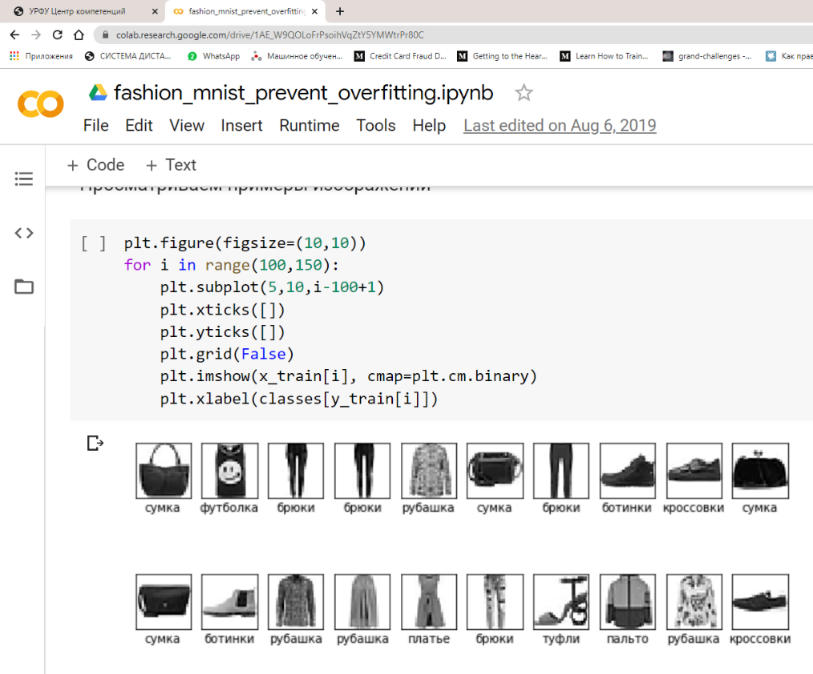 УРФУ Центр компетенций × fashion_mnist_prevent_overfitting × +
colab.research.google.com/drive/1AE_W9QOLoFrPsoihVqZtY5YMWtrPr80C
Приложения СИСТЕМА ДИСТА... WhatsApp Машинное обучен... Credit Card Fraud D... Getting to the Hear... Learn How to Train... grand-challenges -... Как прав
fashion_mnist_prevent_overfitting.ipynb
File Edit View Insert Runtime Tools Help Last edited on Aug 6, 2019
+ Code + Text
Просматриваем примеры изображений
[ ] plt.figure(figsize=(10,10))
for i in range(100,150):
plt.subplot(5,10,i-100+1)
plt.xticks([])
plt.yticks([])
plt.grid(False)
plt.imshow(x_train[i], cmap=plt.cm.binary)
plt.xlabel(classes[y_train[i]])
сумка футболка брюки брюки рубашка сумка брюки ботинки кроссовки сумка
сумка ботинки рубашка рубашка платье брюки туфли пальто рубашка кроссовки